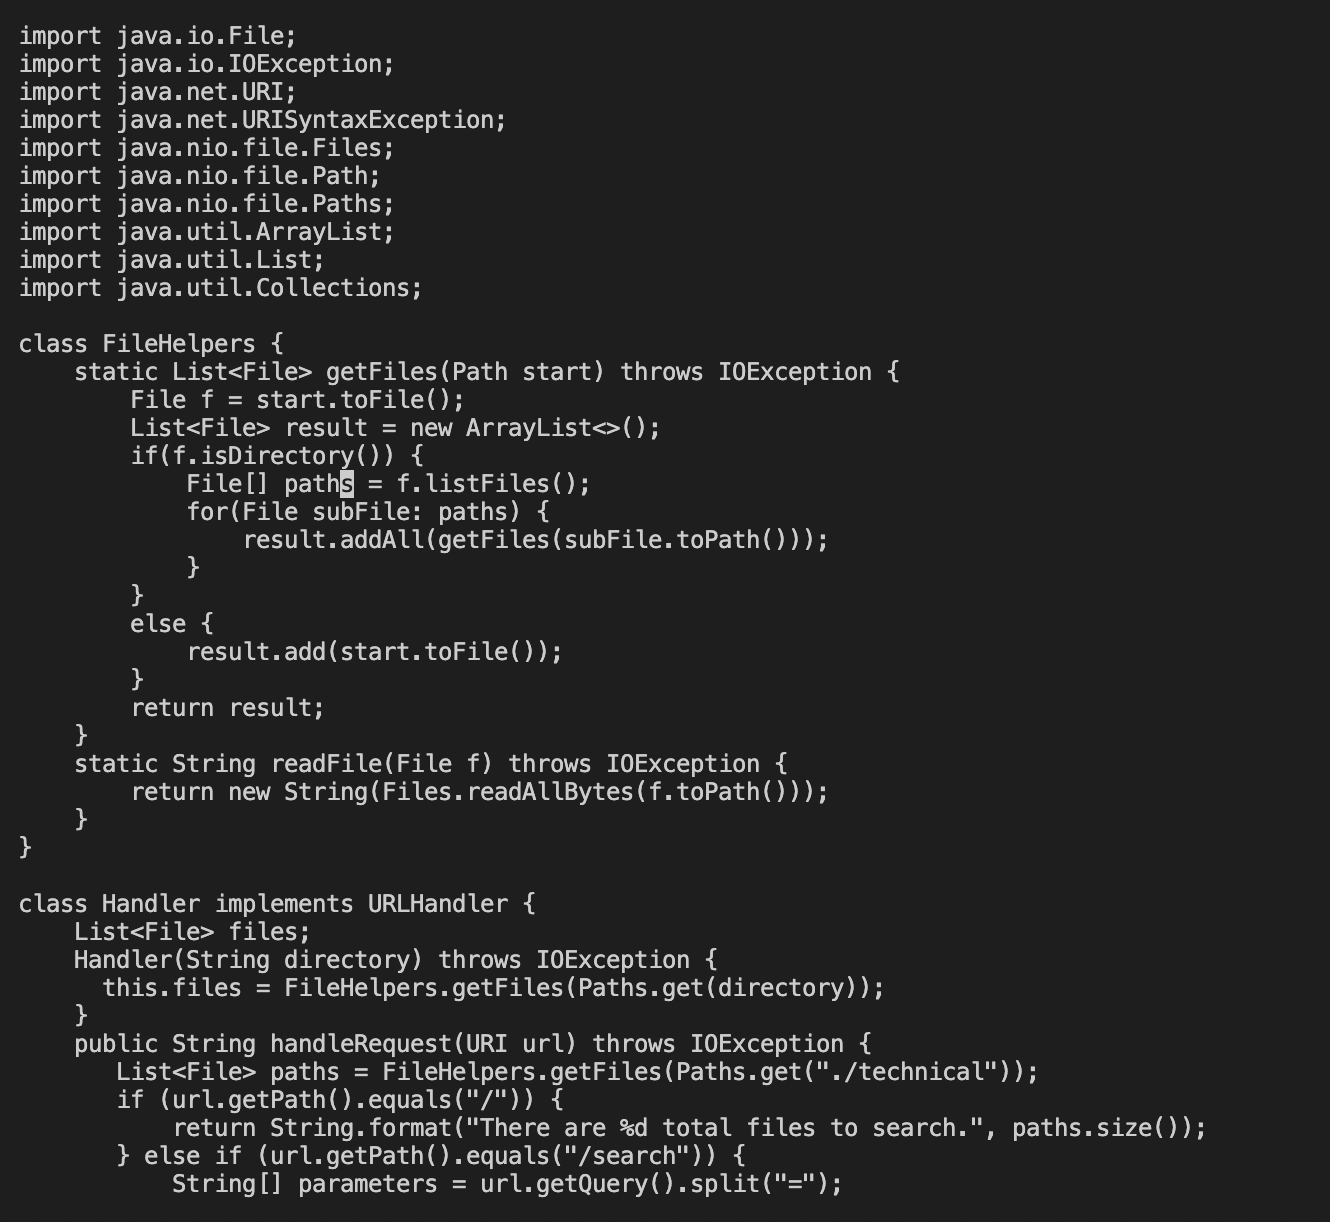 import java.io.File;
import java.io.IOException;
import java.net.URI;
import java.net.URISyntaxException;
import java.nio.file.Files;
import java.nio.file.Path;
import java.nio.file.Paths;
import java.util.ArrayList;
import java.util.List;
import java.util.Collections;

class FileHelpers {
    static List<File> getFiles(Path start) throws IOException {
        File f = start.toFile();
        List<File> result = new ArrayList<>();
        if(f.isDirectory()) {
            File[] paths = f.listFiles();
            for(File subFile: paths) {
                result.addAll(getFiles(subFile.toPath()));
            }
        }
        else {
            result.add(start.toFile());
        }
        return result;
    }
    static String readFile(File f) throws IOException {
        return new String(Files.readAllBytes(f.toPath()));
    }
}

class Handler implements URLHandler {
    List<File> files;
    Handler(String directory) throws IOException {
      this.files = FileHelpers.getFiles(Paths.get(directory));
    }
    public String handleRequest(URI url) throws IOException {
       List<File> paths = FileHelpers.getFiles(Paths.get("./technical"));
       if (url.getPath().equals("/")) {
           return String.format("There are %d total files to search.", paths.size());
       } else if (url.getPath().equals("/search")) {
           String[] parameters = url.getQuery().split("=");